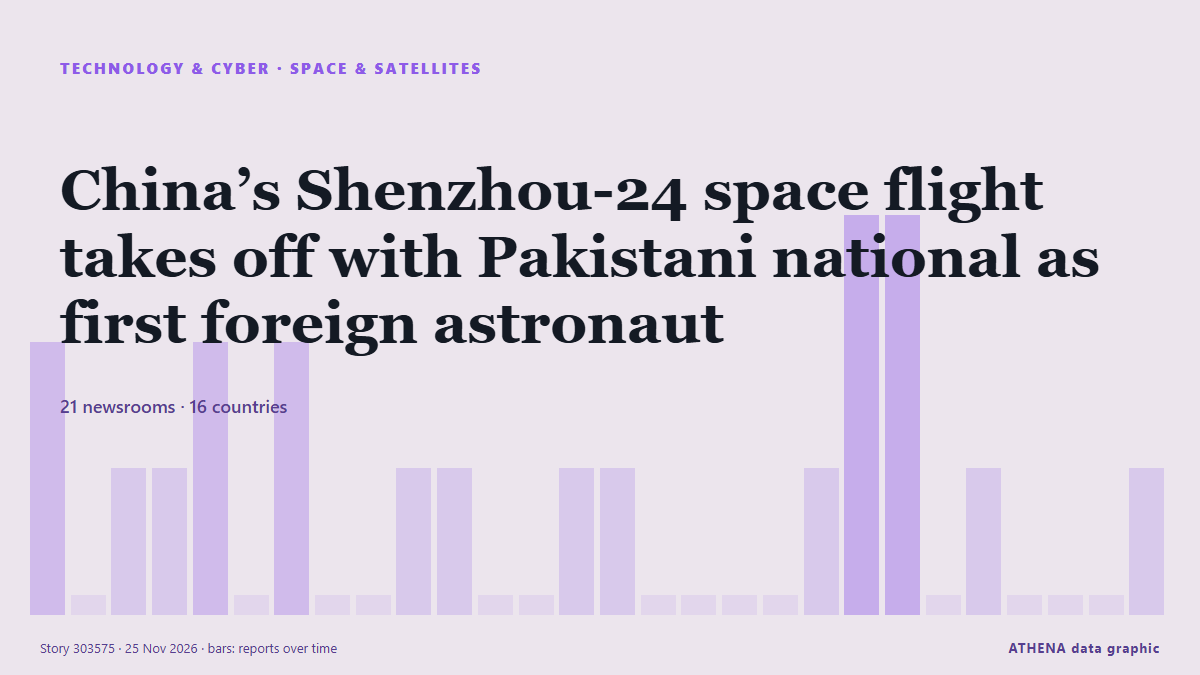 TECHNOLOGY & CYBER · SPACE & SATELLITES
China’s Shenzhou-24 space flight
takes off with Pakistani national as
first foreign astronaut
21 newsrooms · 16 countries
Story 303575 · 25 Nov 2026 · bars: reports over time
ATHENA data graphic